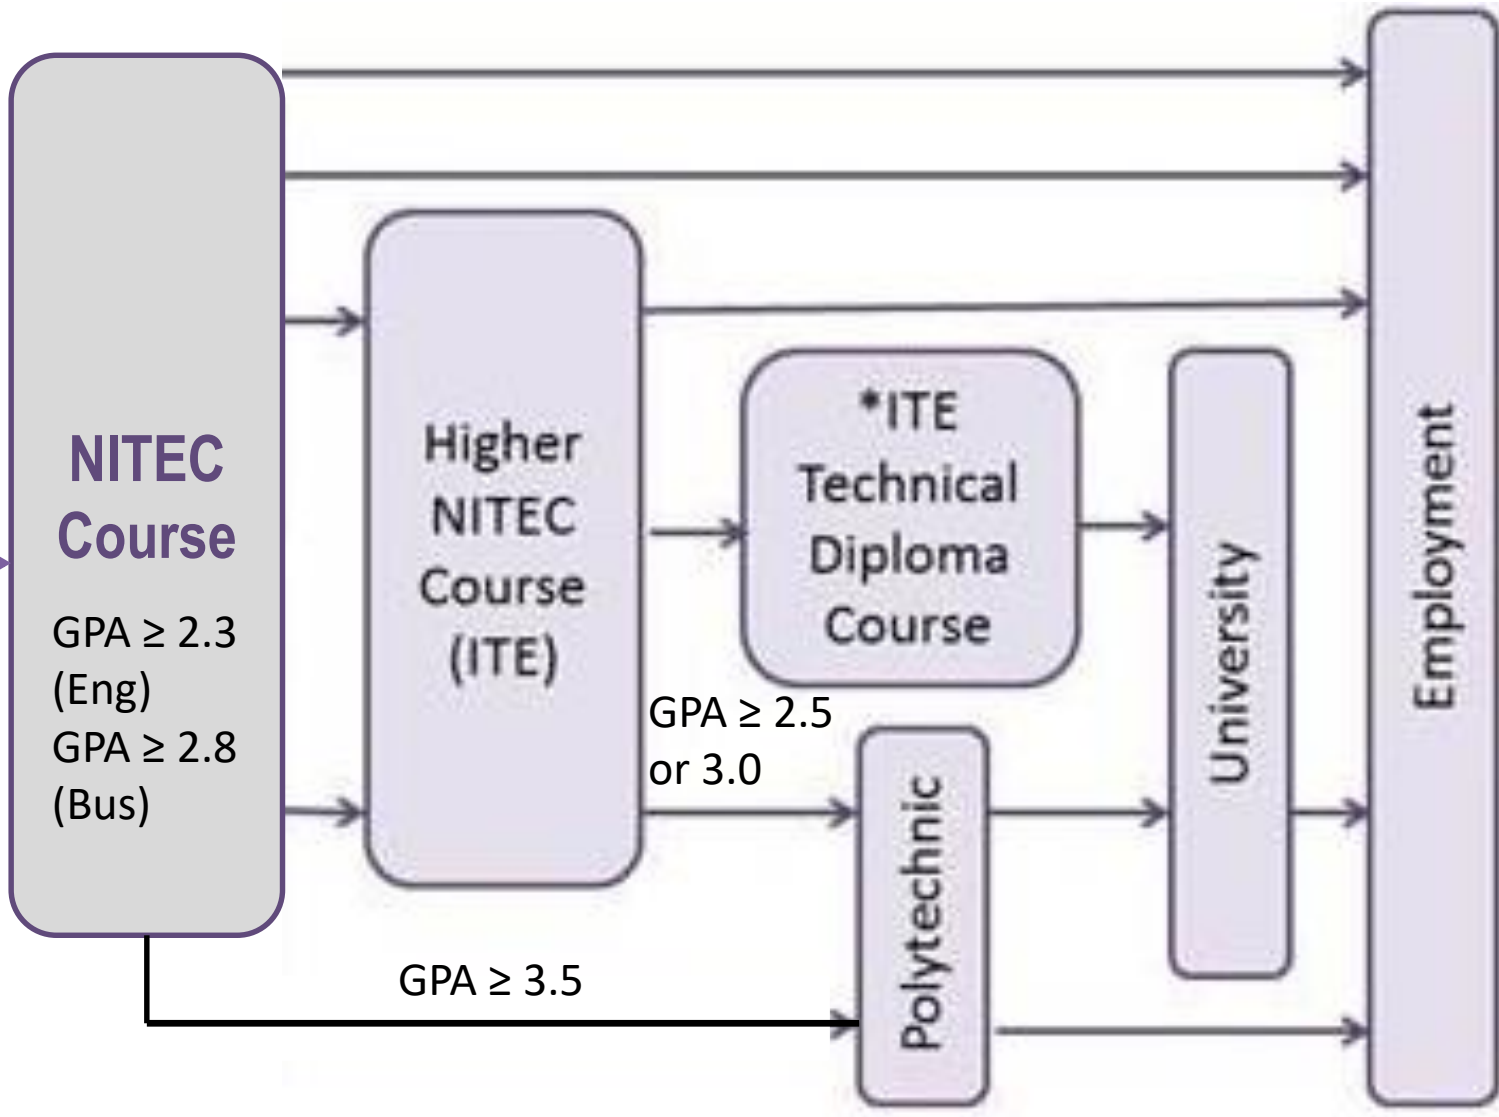 NITEC
Course
GPA ≥ 2.3
(Eng)
GPA ≥ 2.8
(Bus)
Higher
NITEC
Course
(ITE)
*ITE
Technical
Diploma
Course
GPA ≥ 2.5
or 3.0
GPA ≥ 3.5
Polytechnic
University
Employment